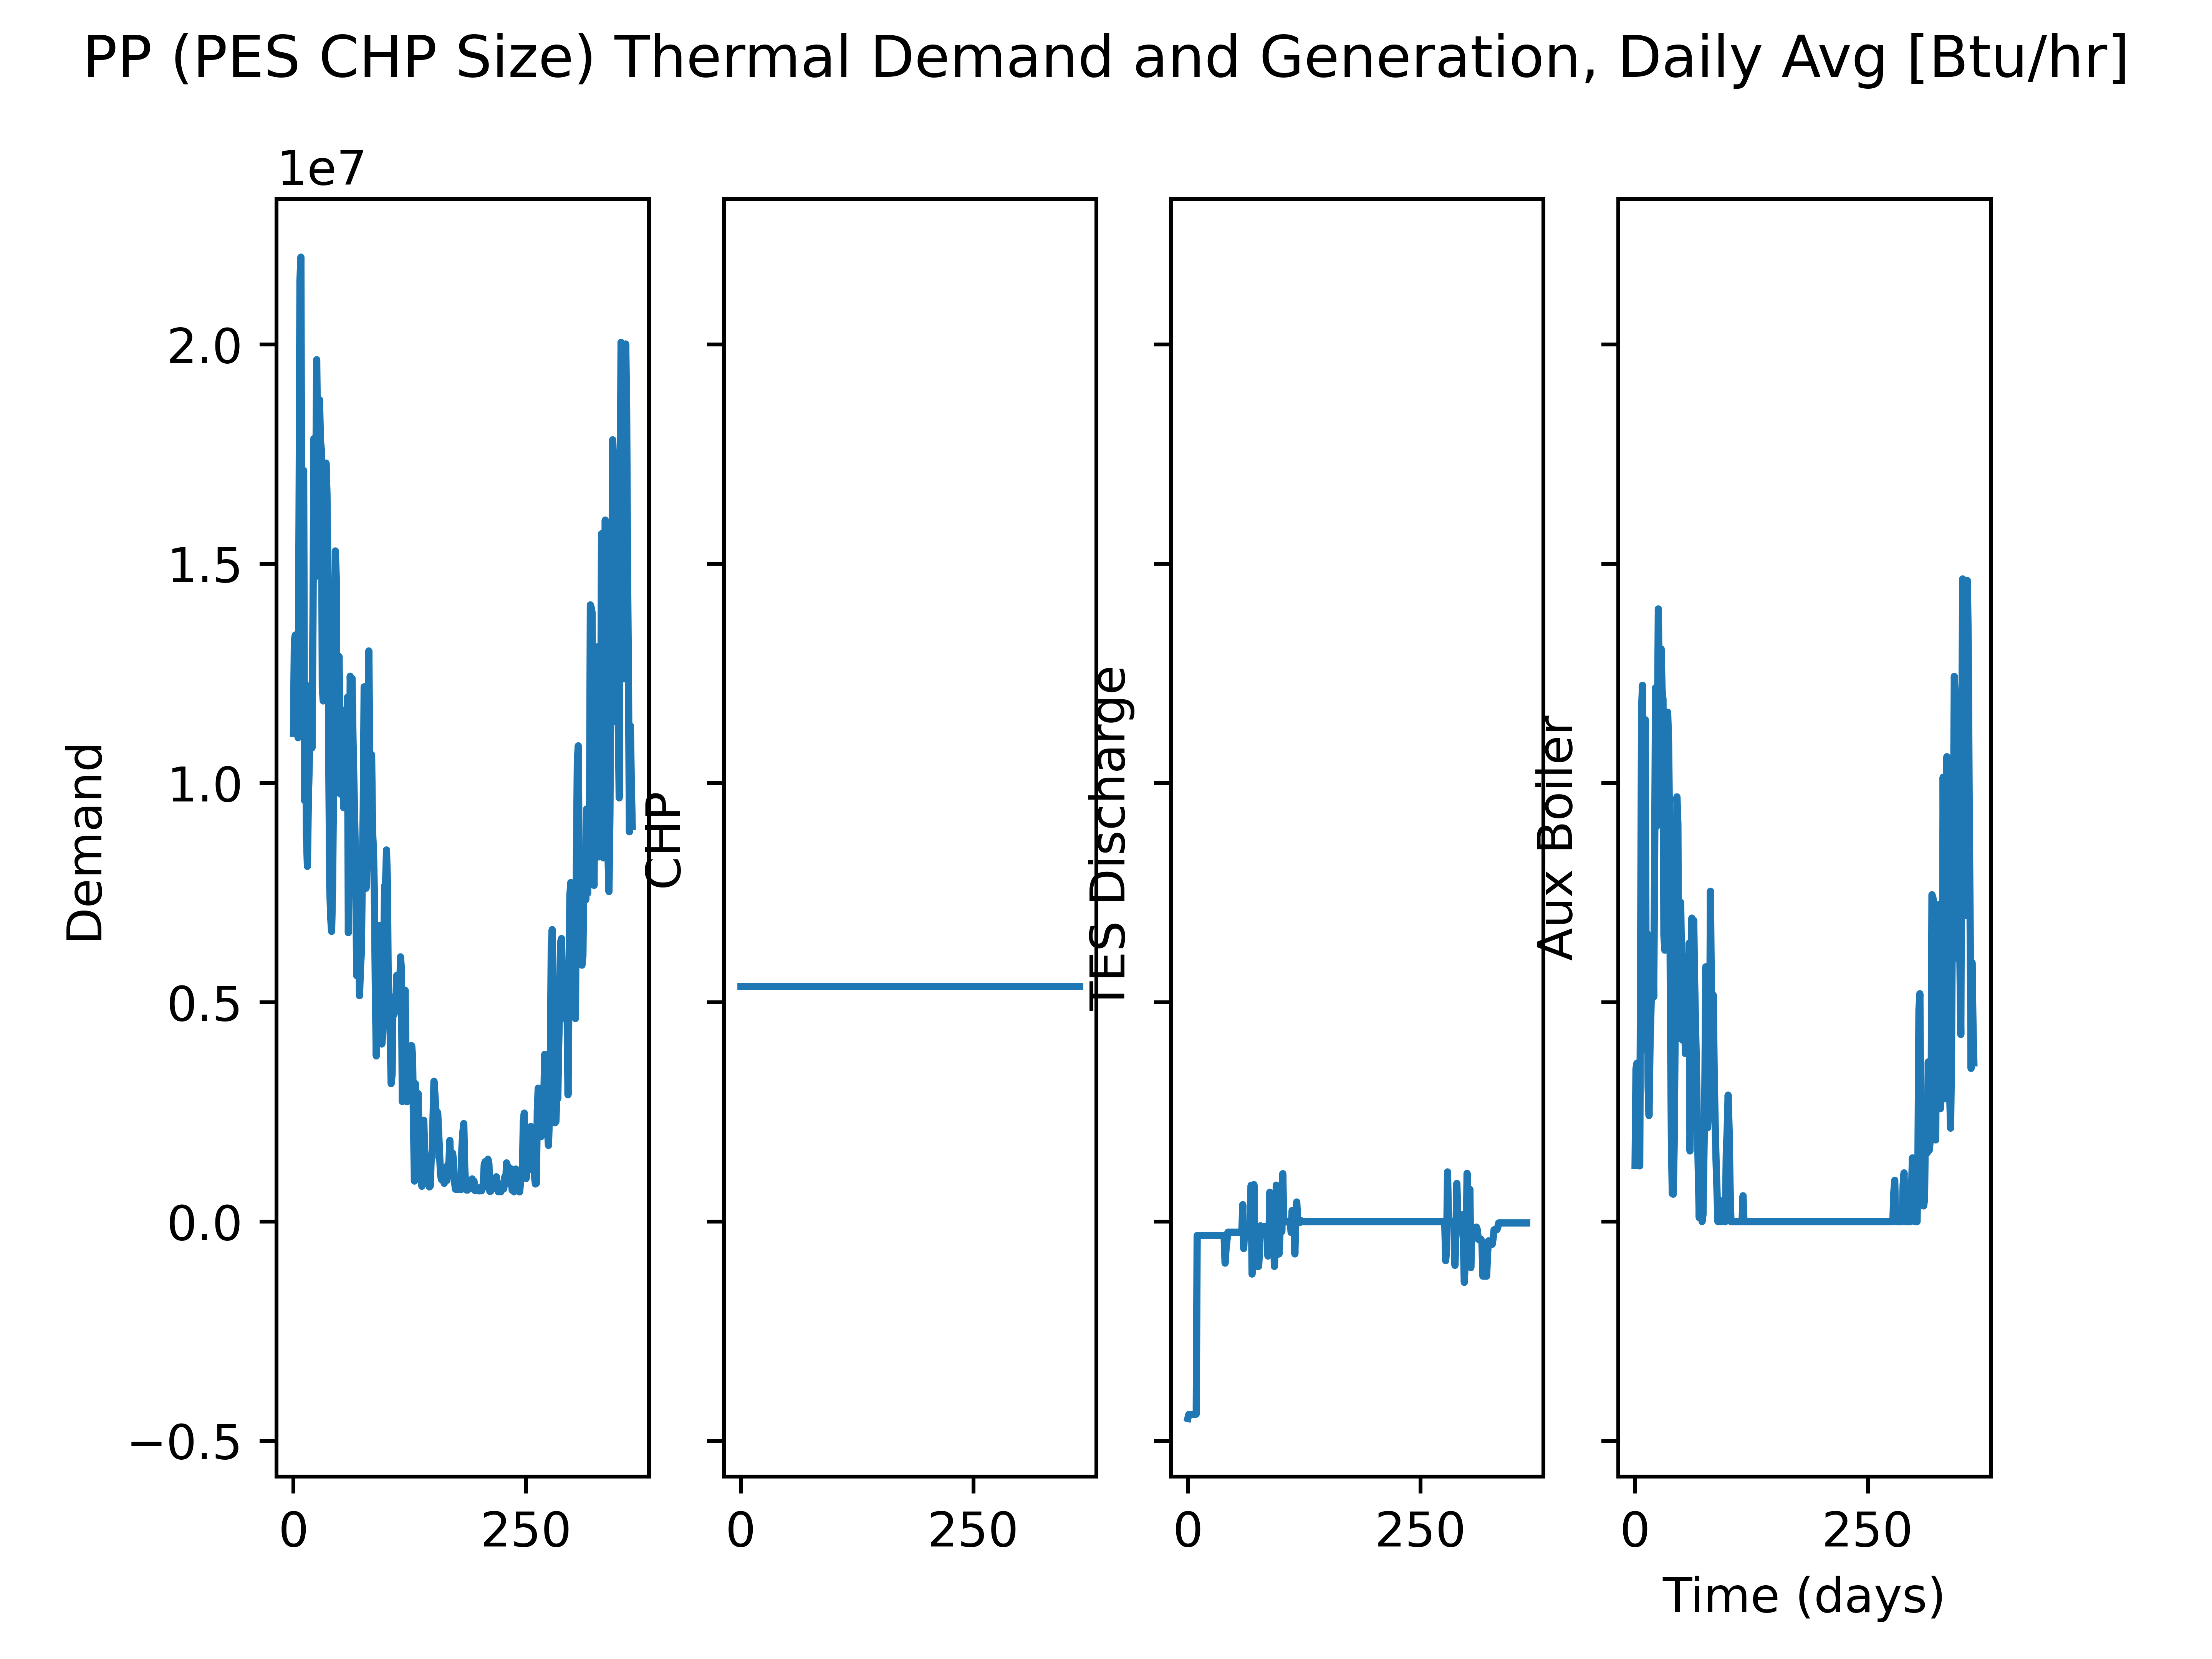 PP (PES CHP Size) Thermal Demand and Generation, Daily Avg [Btu/hr]
1e7
Demand
2.0
1.5
1.0
0.5
0.0
−0.5
0
250
CHP
0
250
TES Discharge
0
250
Aux Boiler
0
250
Time (days)